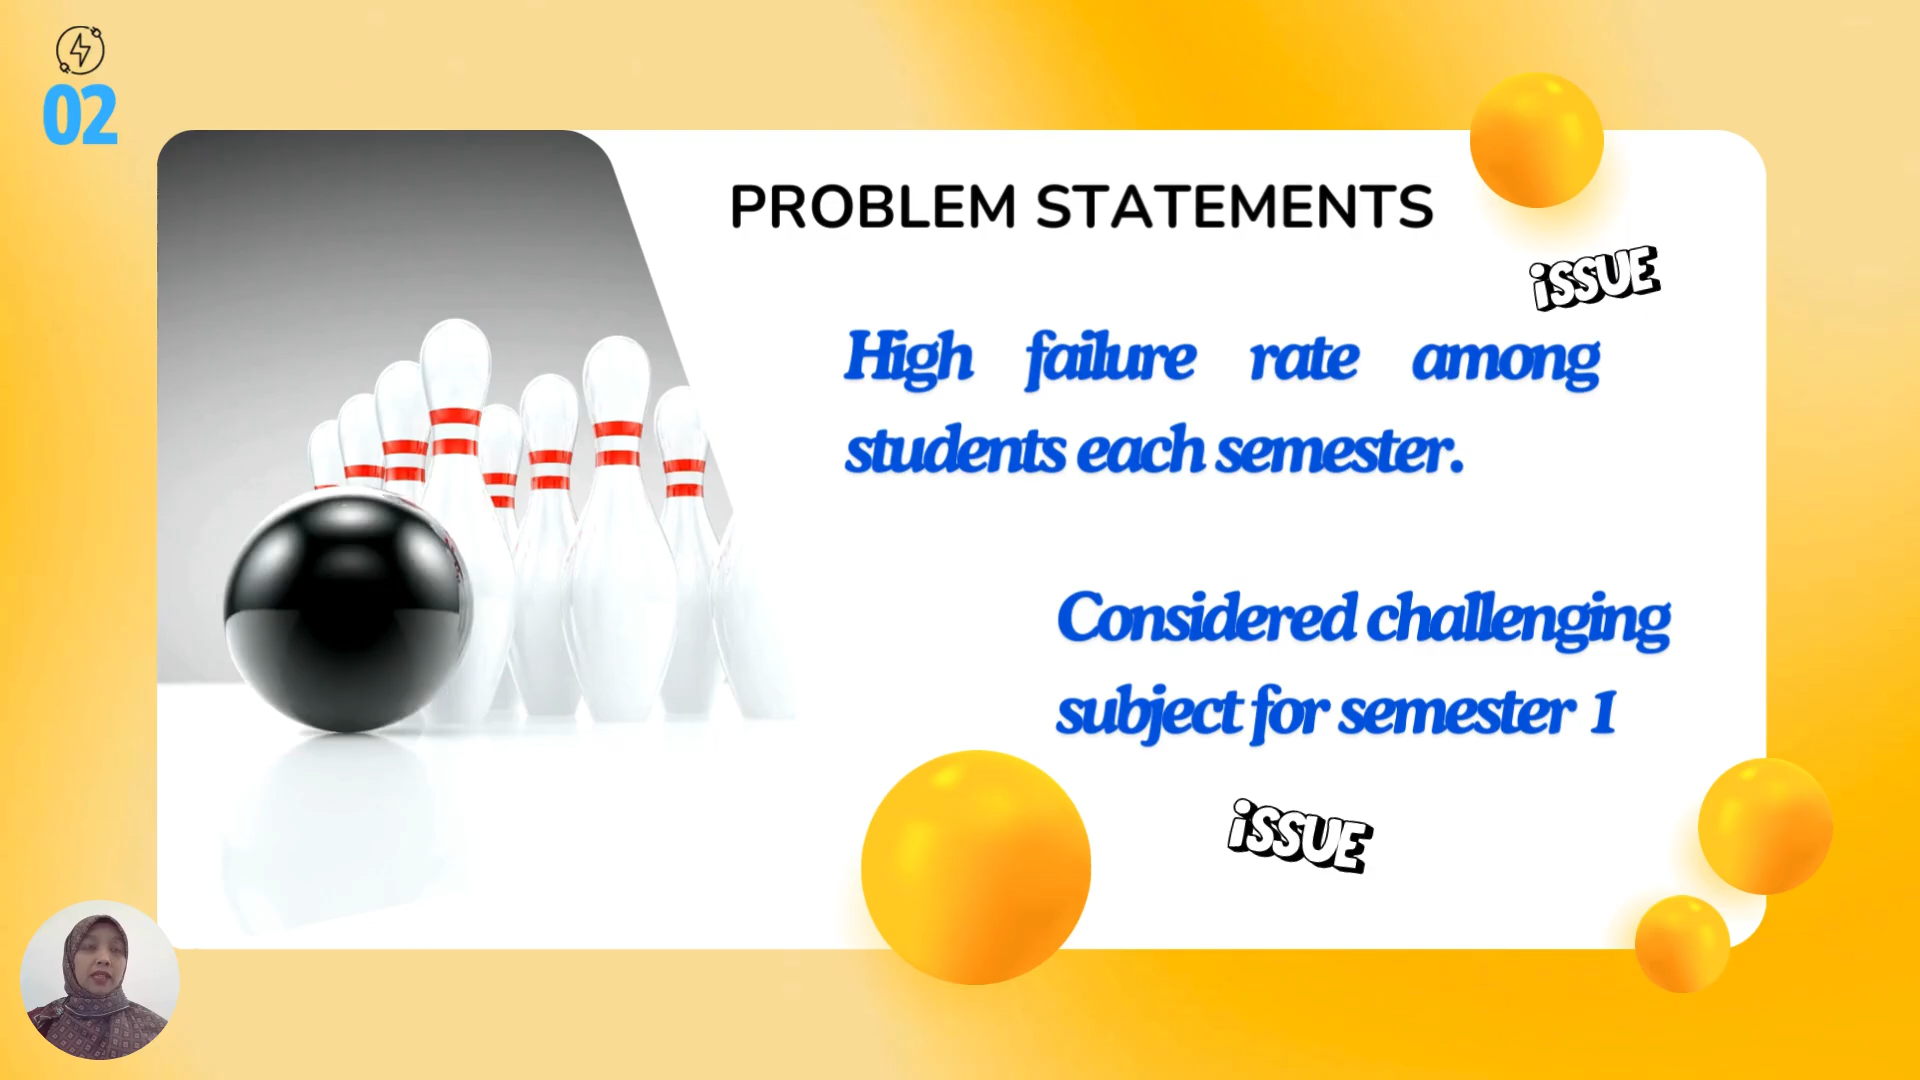 02
PROBLEM STATEMENTS
iSSUE
High failure rate among
students each semester.
Considered challenging
subject for semester 1
iSSUE